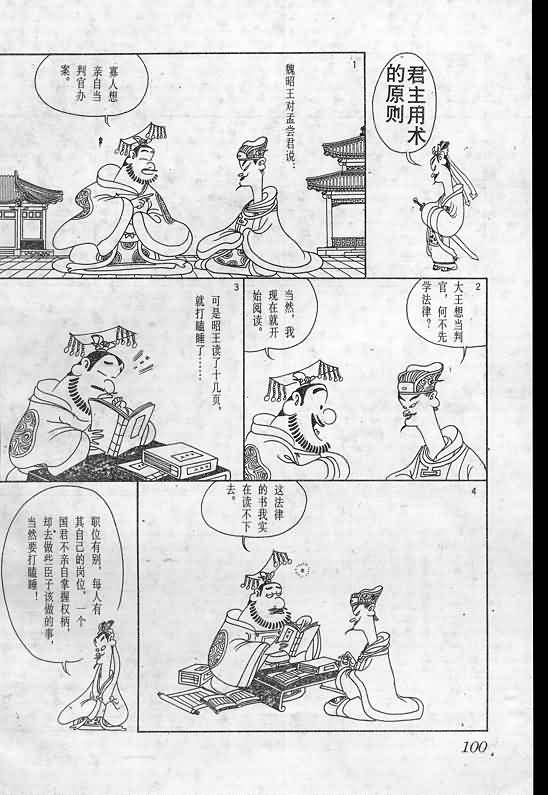 君主用术
的原则
1
魏昭王对孟尝君说：
寡人想
亲自当
判官办
案。
2
大王想当判
官，何不先
学法律？
当然，我
现在就开
始阅读。
3
可是昭王读了十几页，
就打瞌睡了……
4
这法律
的书我实
在读不下
去。
职位有别，每人有
其自己的岗位。一个
国君不亲自掌握权柄，
却去做些臣子该做的事，
当然要打瞌睡！
100